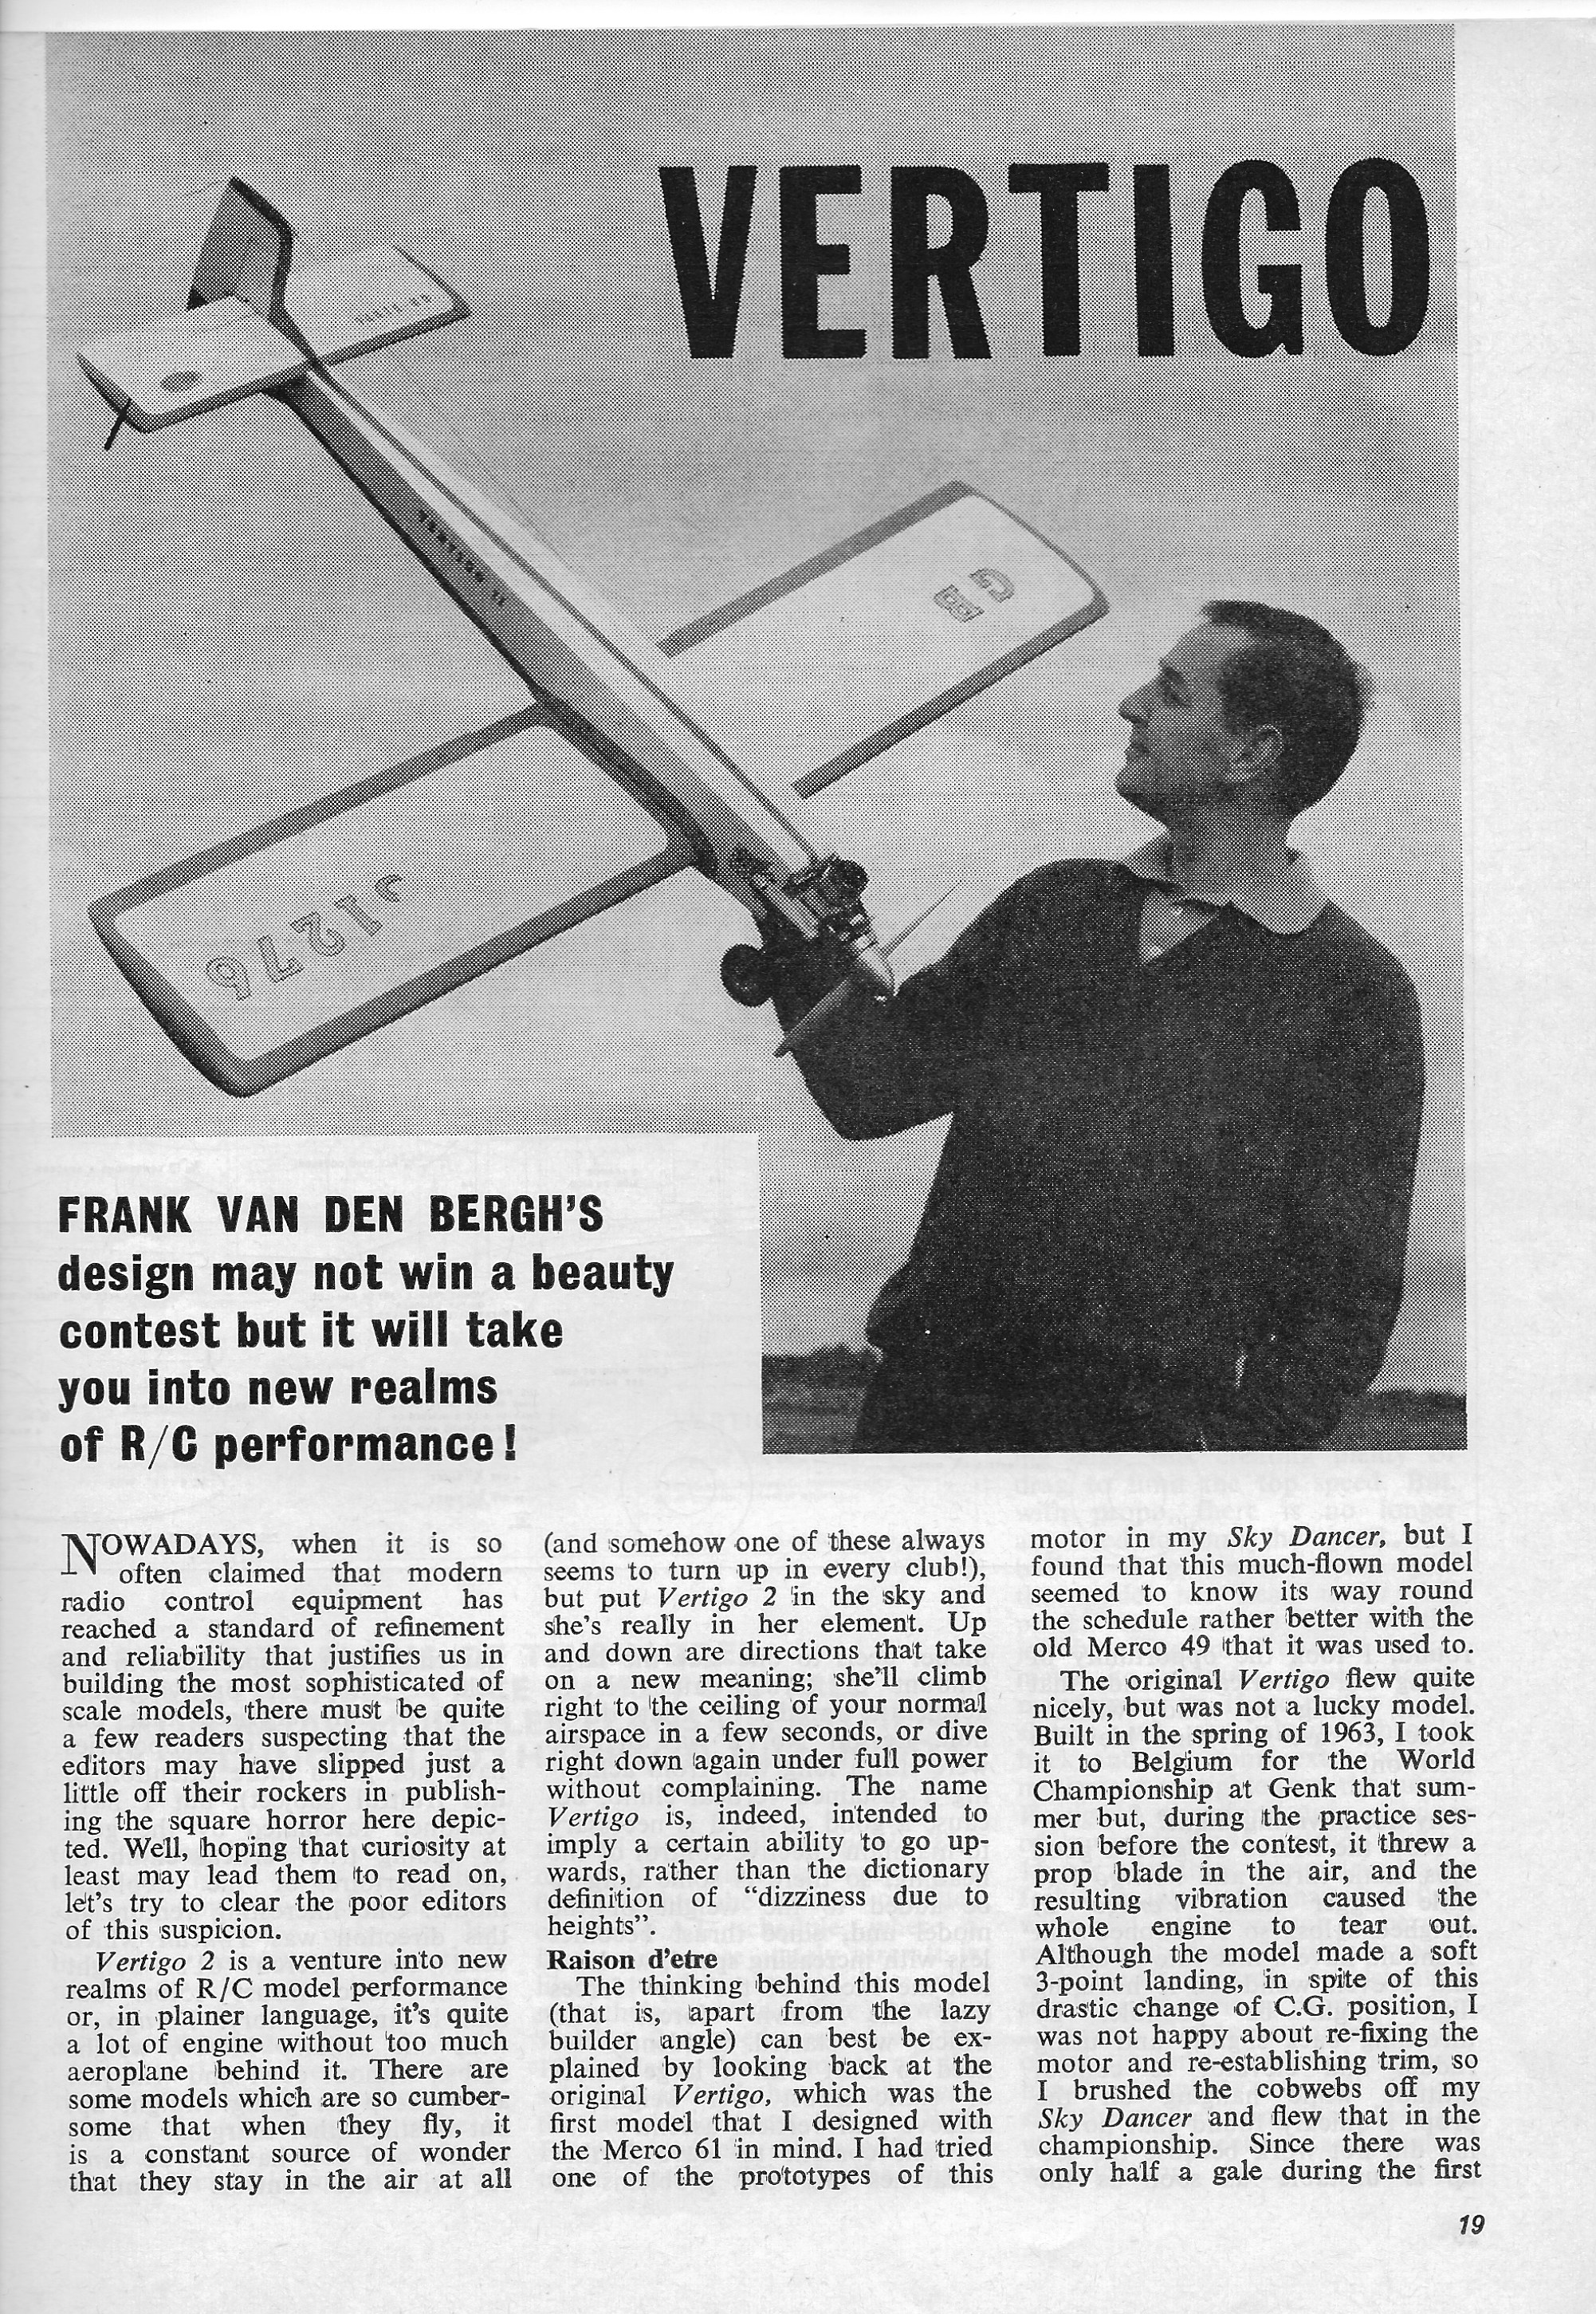 VERTIGO
VERTIGO II
GB
31276
FRANK VAN DEN BERGH'S
design may not win a beauty
contest but it will take
you into new realms
of R/C performance!
NOWADAYS, when it is so
often claimed that modern
radio control equipment has
reached a standard of refinement
and reliability that justifies us in
building the most sophisticated of
scale models, there must be quite
a few readers suspecting that the
editors may have slipped just a
little off their rockers in publish-
ing the square horror here depic-
ted. Well, hoping that curiosity at
least may lead them to read on,
let's try to clear the poor editors
of this suspicion.
Vertigo 2 is a venture into new
realms of R/C model performance
or, in plainer language, it's quite
a lot of engine without too much
aeroplane behind it. There are
some models which are so cumber-
some that when they fly, it
is a constant source of wonder
that they stay in the air at all
(and somehow one of these always
seems to turn up in every club!),
but put Vertigo 2 in the sky and
she's really in her element. Up
and down are directions that take
on a new meaning; she'll climb
right to the ceiling of your normal
airspace in a few seconds, or dive
right down again under full power
without complaining. The name
Vertigo is, indeed, intended to
imply a certain ability to go up-
wards, rather than the dictionary
definition of "dizziness due to
heights".
Raison d'etre
The thinking behind this model
(that is, apart from the lazy
builder angle) can best be ex-
plained by looking back at the
original Vertigo, which was the
first model that I designed with
the Merco 61 in mind. I had tried
one of the prototypes of this
motor in my Sky Dancer, but I
found that this much-flown model
seemed to know its way round
the schedule rather better with the
old Merco 49 that it was used to.
The original Vertigo flew quite
nicely, but was not a lucky model.
Built in the spring of 1963, I took
it to Belgium for the World
Championship at Genk that sum-
mer but, during the practice ses-
sion before the contest, it threw a
prop blade in the air, and the
resulting vibration caused the
whole engine to tear out.
Although the model made a soft
3-point landing, in spite of this
drastic change of C.G. position, I
was not happy about re-fixing the
motor and re-establishing trim, so
I brushed the cobwebs off my
Sky Dancer and flew that in the
championship. Since there was
only half a gale during the first
19